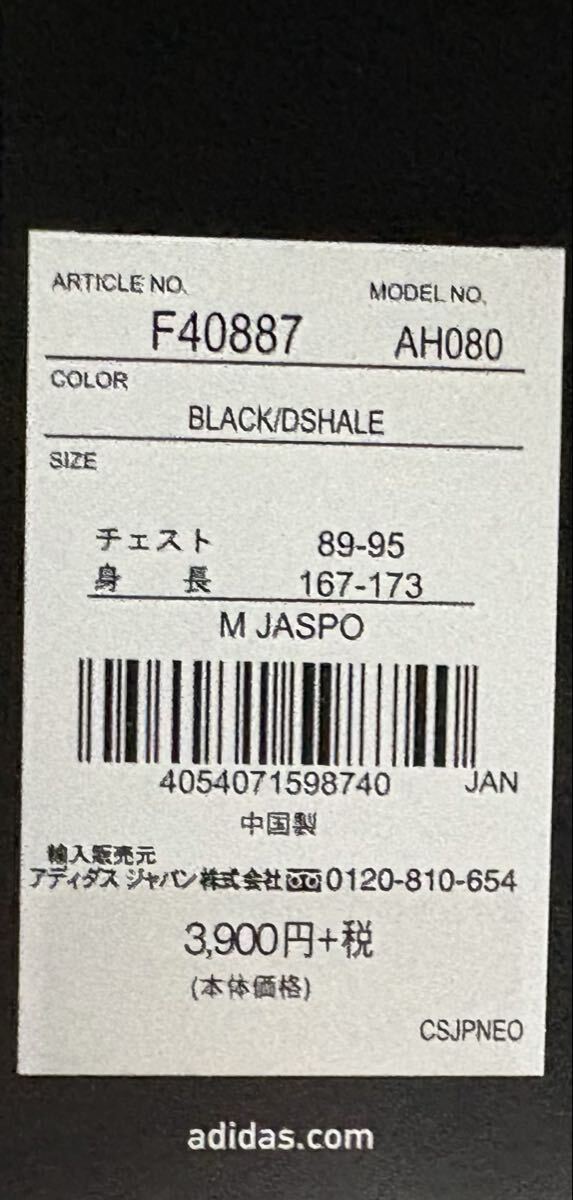 ARTICLE NO. MODEL NO.
F40887 AH080
COLOR
BLACK/DSHALE
SIZE
チェスト 89-95
身長 167-173
M JASPO
4054071598740 JAN
中国製
輸入販売元
アディダス ジャパン株式会社 0120-810-654
3,900円+税
(本体価格)
CSJPNEO
adidas.com